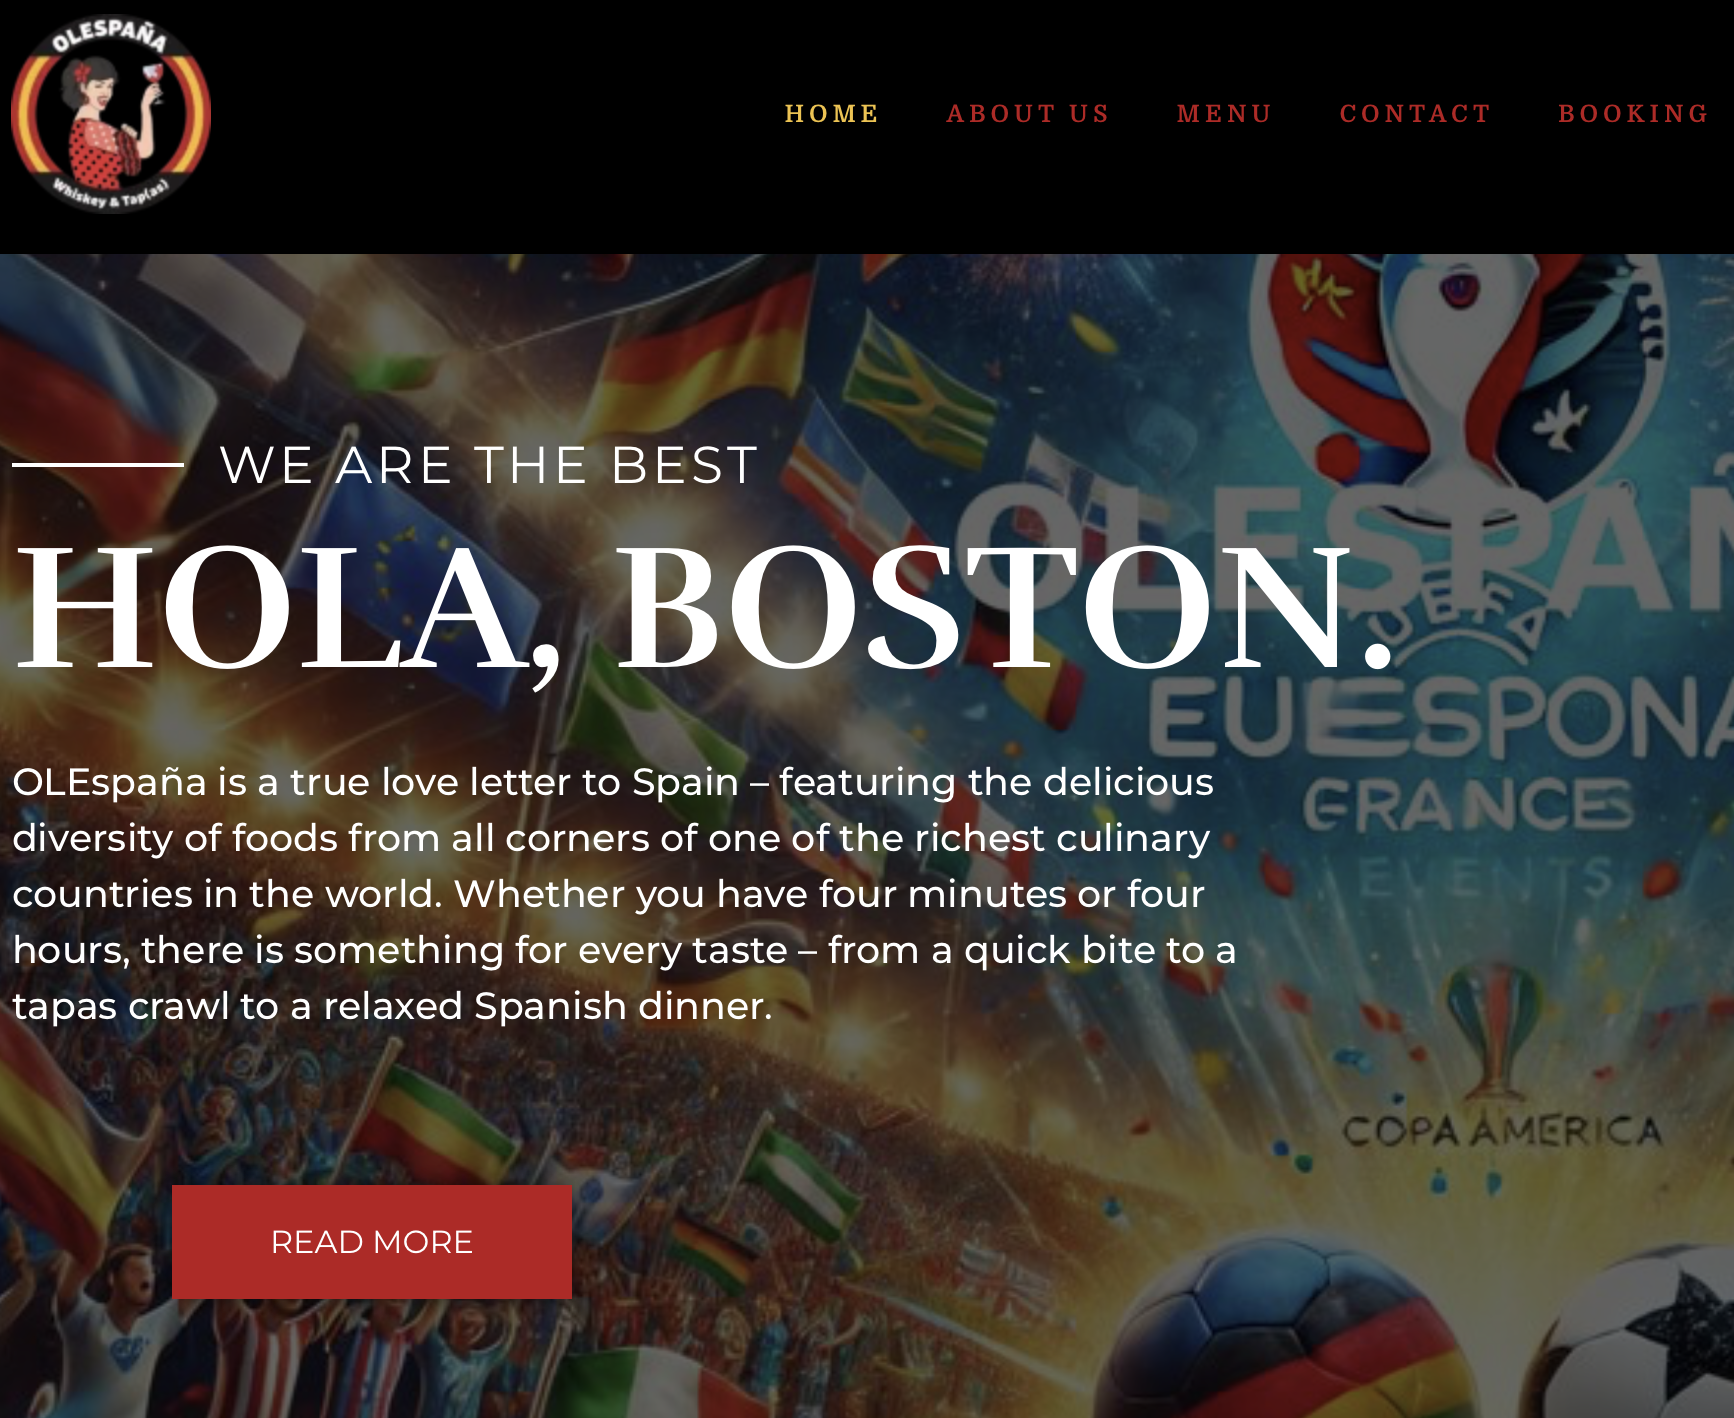 OLESPAÑA
Whiskey & Tap(as)
HOME ABOUT US MENU CONTACT BOOKING
WE ARE THE BEST
HOLA, BOSTON.
OLEspaña is a true love letter to Spain – featuring the delicious
diversity of foods from all corners of one of the richest culinary
countries in the world. Whether you have four minutes or four
hours, there is something for every taste – from a quick bite to a
tapas crawl to a relaxed Spanish dinner.
READ MORE
OLESPAÑ
UEFA
EUESPONA
GRANCE
EVENTS
COPA AMERICA